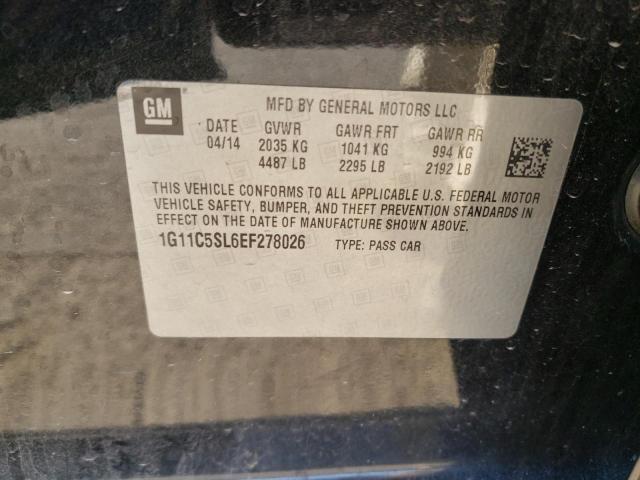 GM
MFD BY GENERAL MOTORS LLC
DATE GVWR GAWR FRT GAWR RR
04/14 2035 KG 1041 KG 994 KG
4487 LB 2295 LB 2192 LB
THIS VEHICLE CONFORMS TO ALL APPLICABLE U.S. FEDERAL MOTOR
VEHICLE SAFETY, BUMPER, AND THEFT PREVENTION STANDARDS IN
EFFECT ON THE DATE OF MANUFACTURE SHOWN ABOVE.
1G11C5SL6EF278026 TYPE: PASS CAR